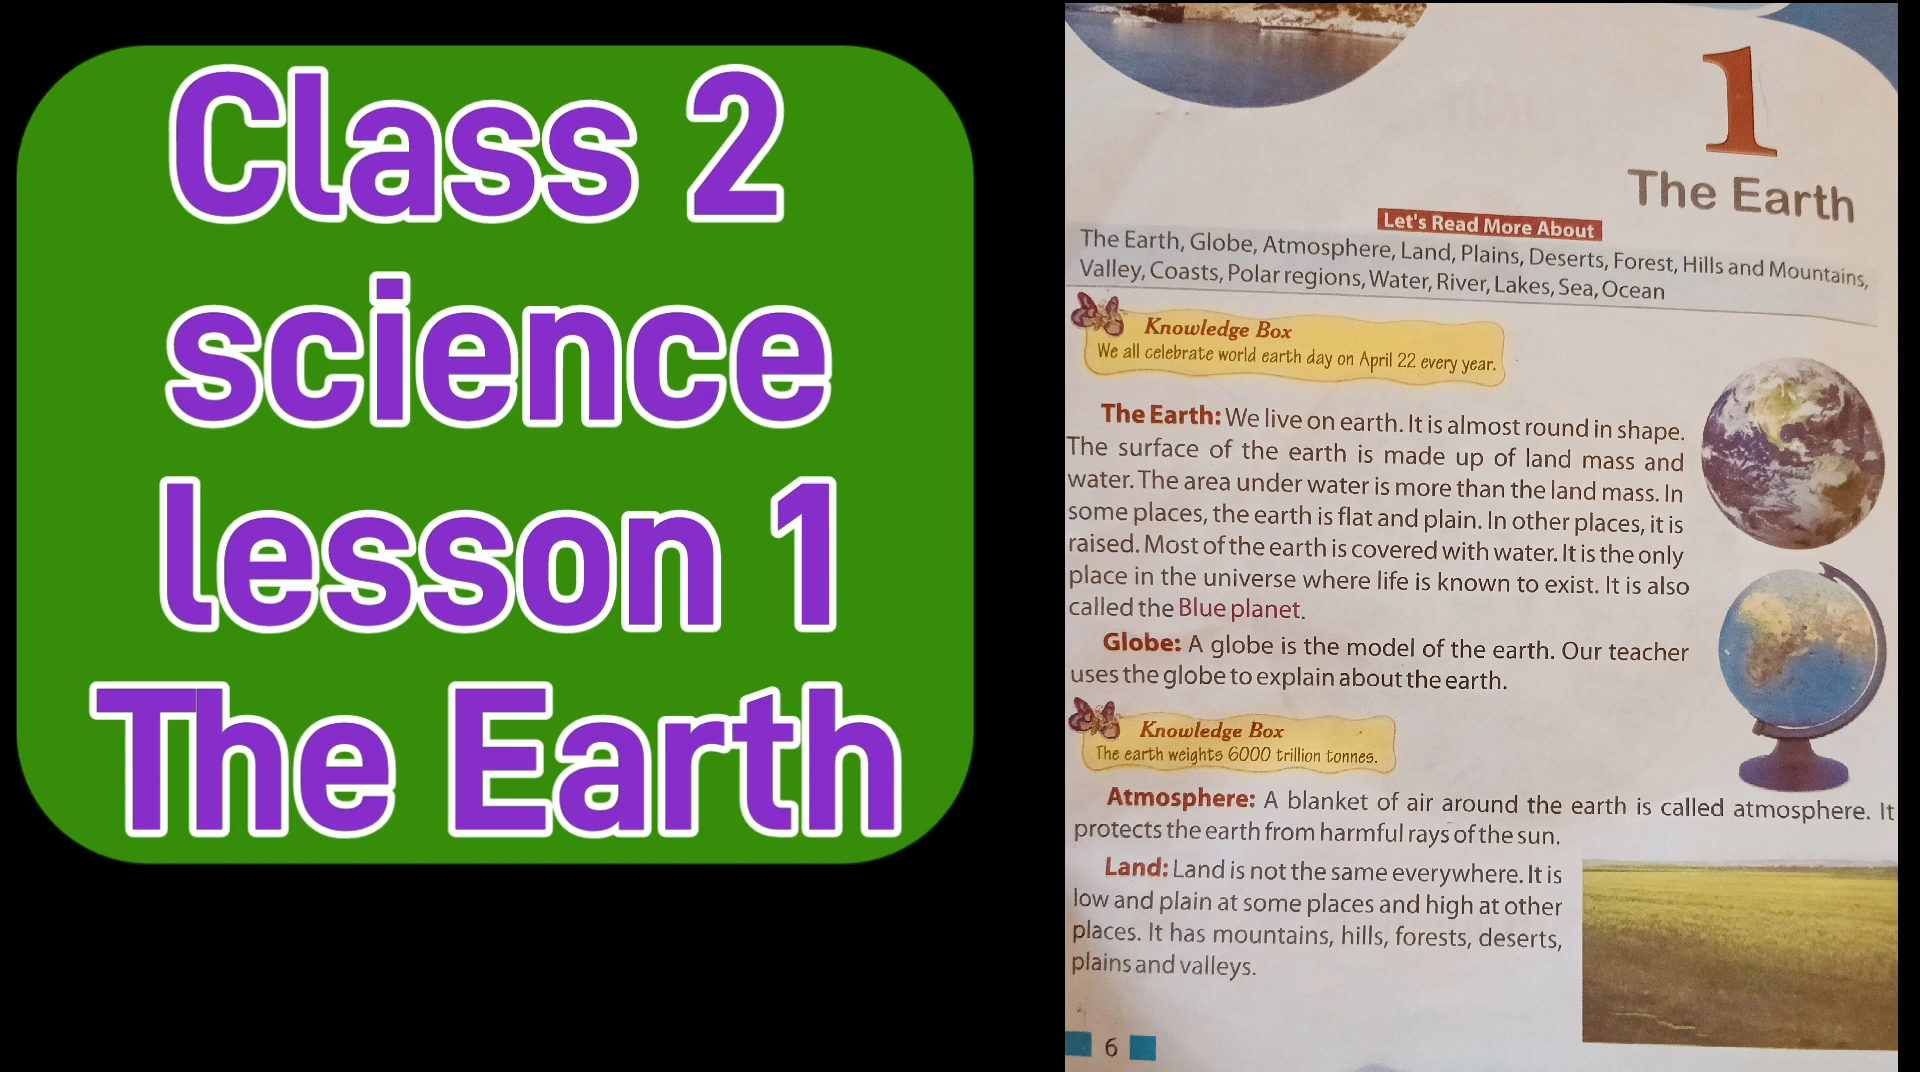 Class 2
science
lesson 1
The Earth
1
The Earth
Let's Read More About
The Earth, Globe, Atmosphere, Land, Plains, Deserts, Forest, Hills and Mountains,
Valley, Coasts, Polar regions, Water, River, Lakes, Sea, Ocean
Knowledge Box
We all celebrate world earth day on April 22 every year.
The Earth: We live on earth. It is almost round in shape.
The surface of the earth is made up of land mass and
water. The area under water is more than the land mass. In
some places, the earth is flat and plain. In other places, it is
raised. Most of the earth is covered with water. It is the only
place in the universe where life is known to exist. It is also
called the Blue planet.
Globe: A globe is the model of the earth. Our teacher
uses the globe to explain about the earth.
Knowledge Box
The earth weights 6000 trillion tonnes.
Atmosphere: A blanket of air around the earth is called atmosphere. It
protects the earth from harmful rays of the sun.
Land: Land is not the same everywhere. It is
low and plain at some places and high at other
places. It has mountains, hills, forests, deserts,
plains and valleys.
6